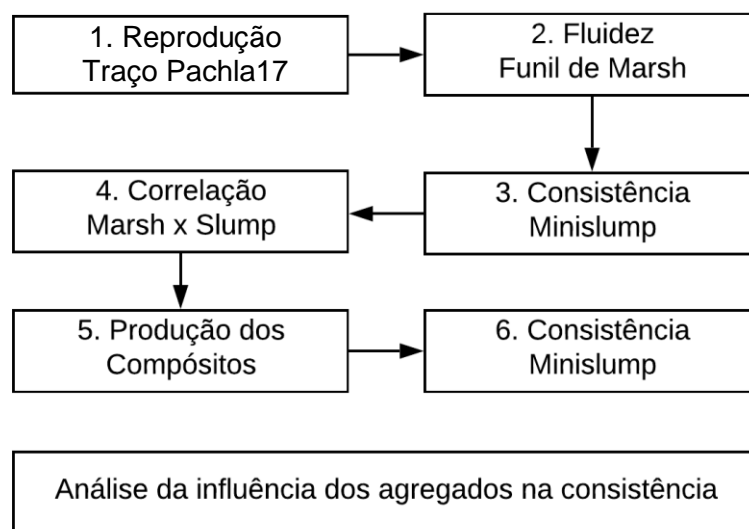 1. Reprodução
Traço Pachla17
2. Fluidez
Funil de Marsh
3. Consistência
Minislump
4. Correlação
Marsh x Slump
5. Produção dos
Compósitos
6. Consistência
Minislump
Análise da influência dos agregados na consistência